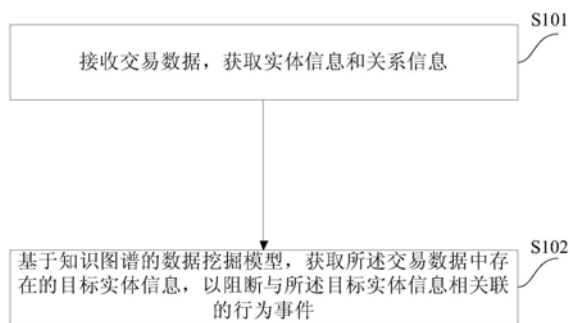 S101
接收交易数据，获取实体信息和关系信息
S102
基于知识图谱的数据挖掘模型，获取所述交易数据中存
在的目标实体信息，以阻断与所述目标实体信息相关联
的行为事件